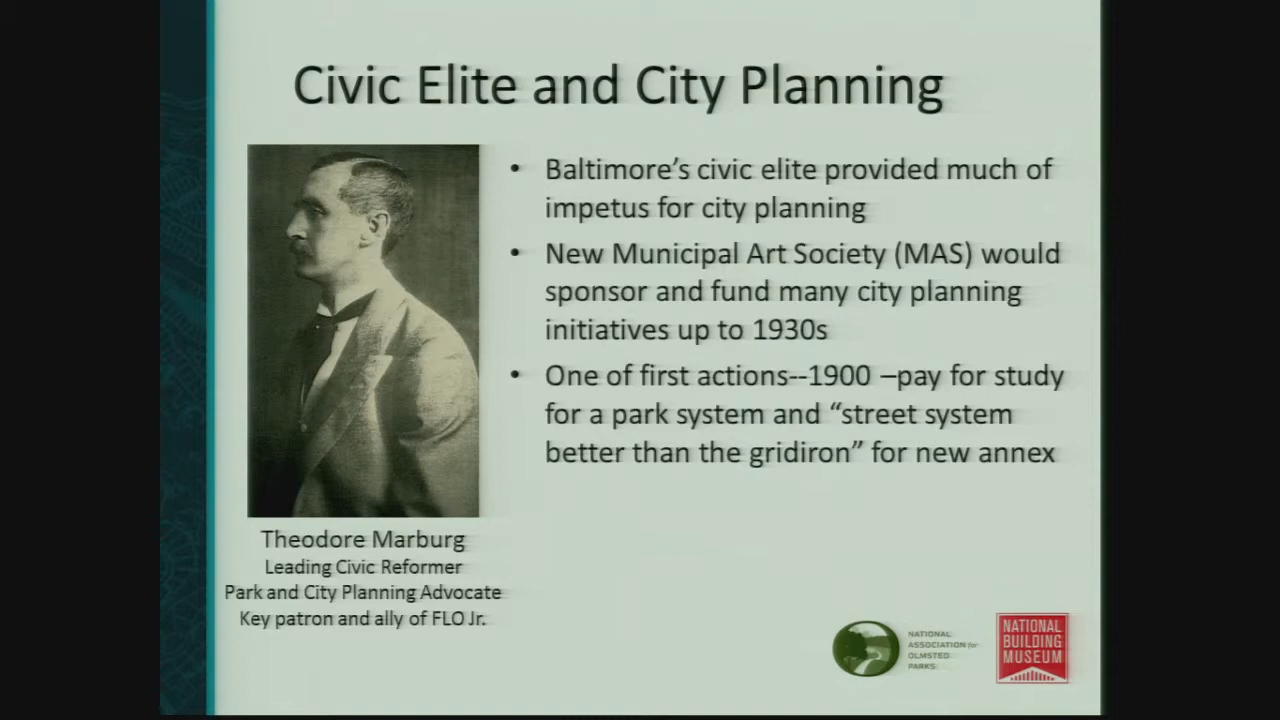 Civic Elite and City Planning
• Baltimore's civic elite provided much of
impetus for city planning
• New Municipal Art Society (MAS) would
sponsor and fund many city planning
initiatives up to 1930s
• One of first actions--1900 –pay for study
for a park system and “street system
better than the gridiron” for new annex
Theodore Marburg
Leading Civic Reformer
Park and City Planning Advocate
Key patron and ally of FLO Jr.
NATIONAL
ASSOCIATION for
OLMSTED
PARKS
NATIONAL
BUILDING
MUSEUM